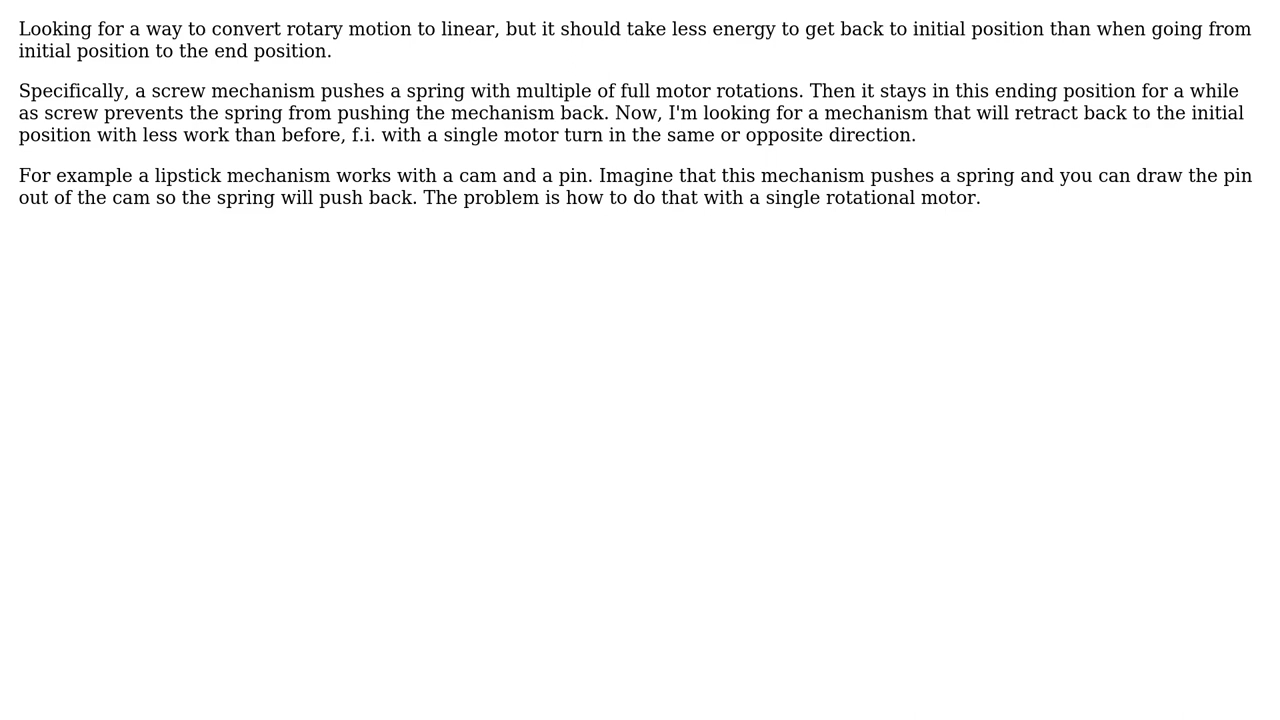 Looking for a way to convert rotary motion to linear, but it should take less energy to get back to initial position than when going from
initial position to the end position.
Specifically, a screw mechanism pushes a spring with multiple of full motor rotations. Then it stays in this ending position for a while
as screw prevents the spring from pushing the mechanism back. Now, I'm looking for a mechanism that will retract back to the initial
position with less work than before, f.i. with a single motor turn in the same or opposite direction.
For example a lipstick mechanism works with a cam and a pin. Imagine that this mechanism pushes a spring and you can draw the pin
out of the cam so the spring will push back. The problem is how to do that with a single rotational motor.